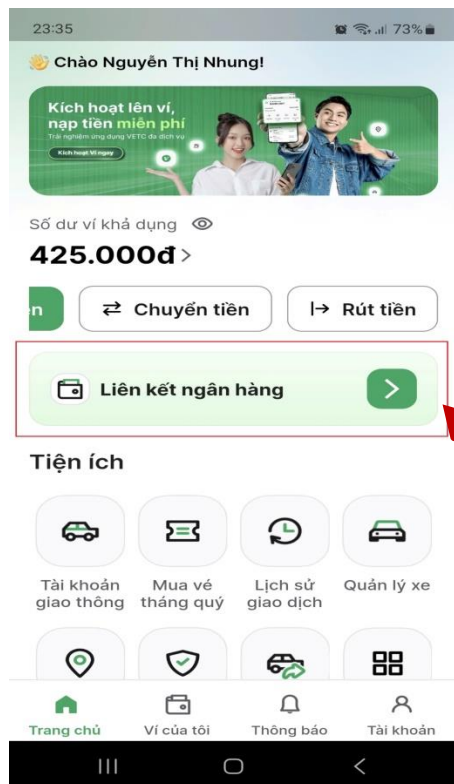 23:35
73%
Chào Nguyễn Thị Nhung!
Kích hoạt lên ví,
nạp tiền miễn phí
Trải nghiệm ứng dụng VETC đa dịch vụ
Kích hoạt Ví ngay
Số dư ví khả dụng
425.000đ
Chuyển tiền
Rút tiền
Liên kết ngân hàng
Tiện ích
Tài khoản
giao thông
Mua vé
tháng quý
Lịch sử
giao dịch
Quản lý xe
Trang chủ
Ví của tôi
Thông báo
Tài khoản